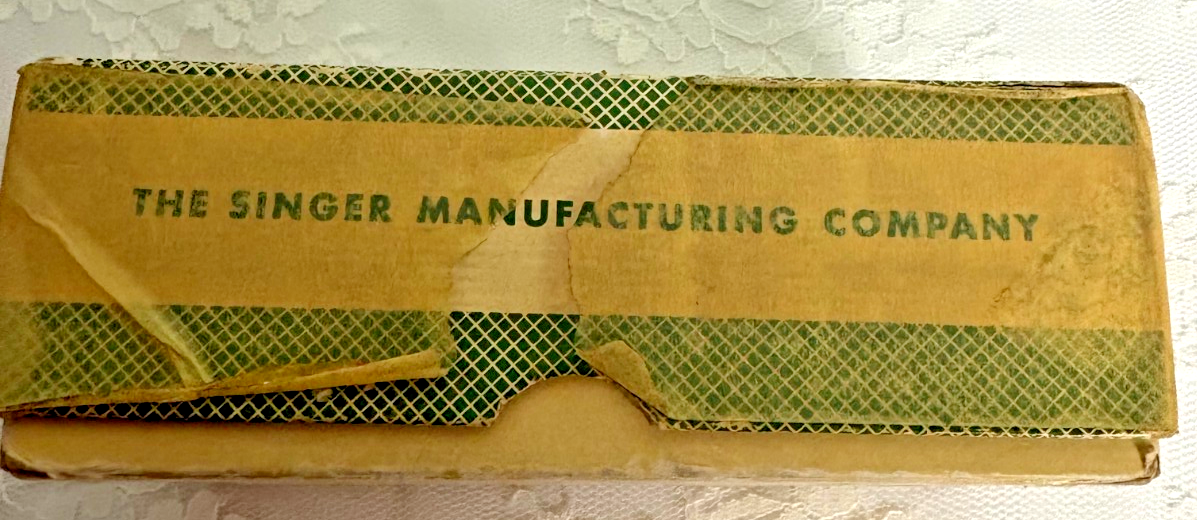 THE SINGER MANUFACTURING COMPANY